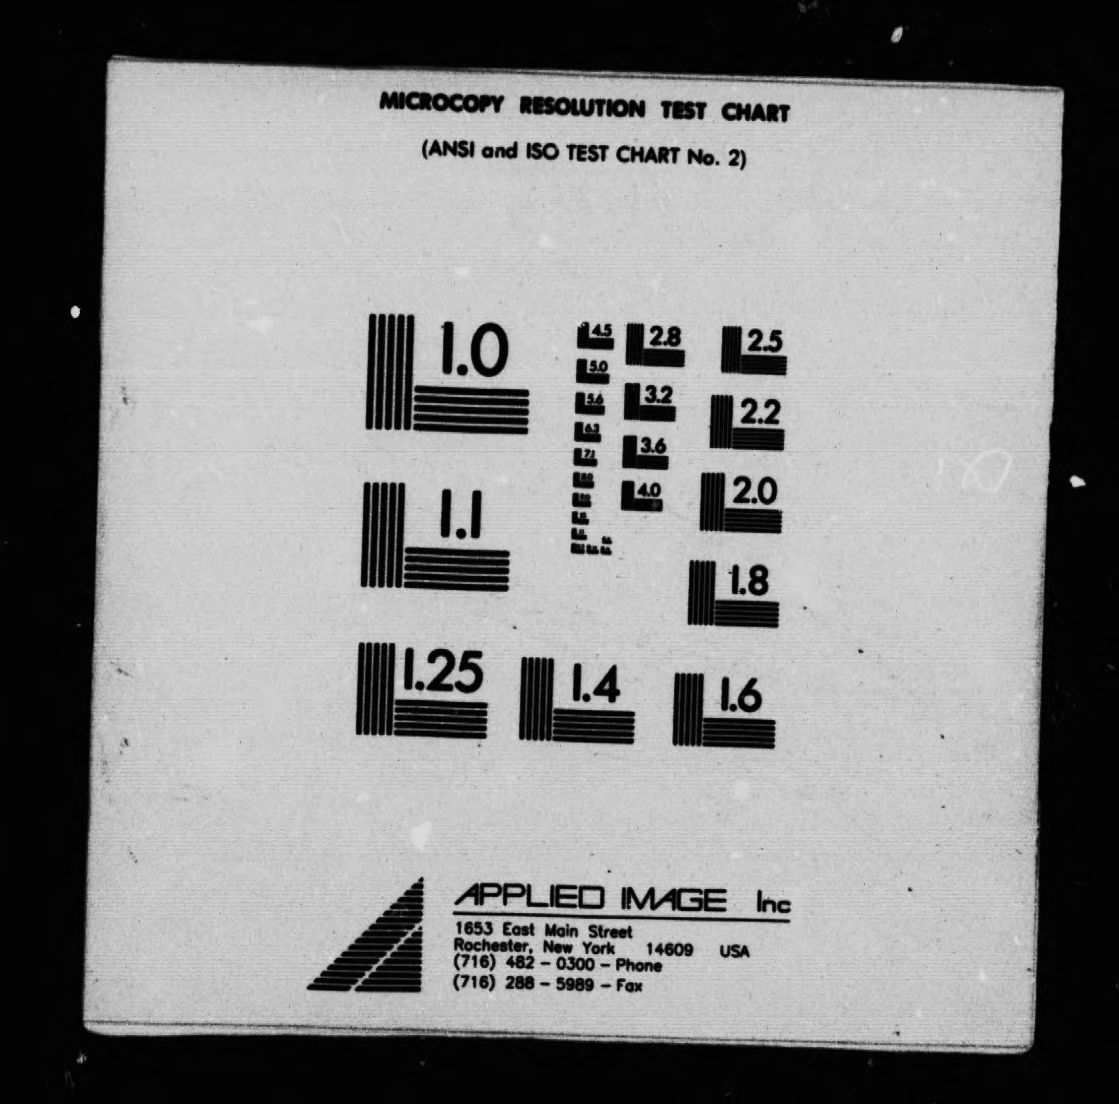 MICROCOPY RESOLUTION TEST CHART
(ANSI and ISO TEST CHART No. 2)
1.0
4.5
2.8
2.5
5.0
3.2
2.2
5.6
6.3
3.6
7.1
2.0
8.0
4.0
1.1
1.8
1.25
1.4
1.6
APPLIED IMAGE Inc
1653 East Main Street
Rochester, New York 14609 USA
(716) 482 - 0300 - Phone
(716) 288 - 5989 - Fax